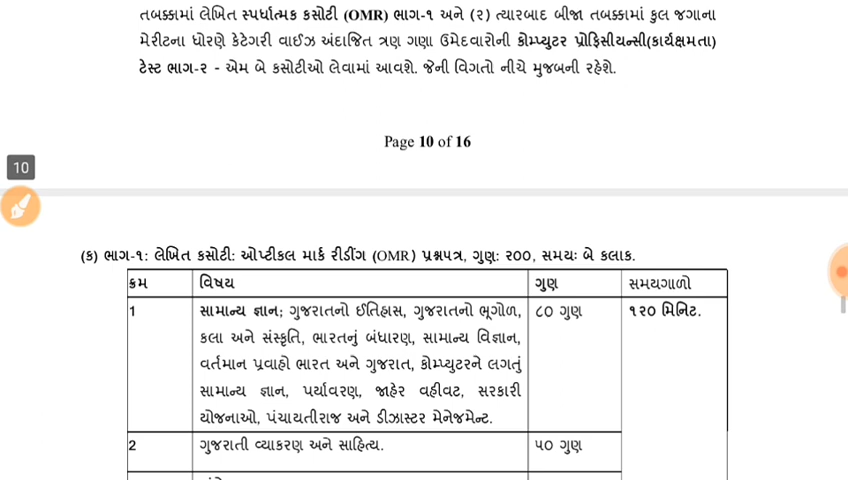 તબક્કામાં લેખિત સ્પર્ધાત્મક કસોટી (OMR) ભાગ-૧ અને (૨) ત્યારબાદ બીજા તબક્કામાં કુલ જગાના
મેરીટના ધોરણે કેટેગરી વાઈઝ અંદાજિત ત્રણ ગણા ઉમેદવારોની કોમ્પ્યુટર પ્રોફિસીયન્સી(કાર્યક્ષમતા)
ટેસ્ટ ભાગ-૨ - એમ બે કસોટીઓ લેવામાં આવશે. જેની વિગતો નીચે મુજબની રહેશે.
Page 10 of 16
10
(ક) ભાગ-૧: લેખિત કસોટી: ઓપ્ટીકલ માર્ક રીડીંગ (OMR) પ્રશ્નપત્ર, ગુણ: ૨૦૦, સમયઃ બે કલાક.
ક્રમ વિષય ગુણ સમયગાળો
1 સામાન્ય જ્ઞાન; ગુજરાતનો ઈતિહાસ, ગુજરાતનો ભૂગોળ, ૮૦ ગુણ ૧૨૦ મિનિટ.
કલા અને સંસ્કૃતિ, ભારતનું બંધારણ, સામાન્ય વિજ્ઞાન,
વર્તમાન પ્રવાહો ભારત અને ગુજરાત, કોમ્પ્યુટરને લગતું
સામાન્ય જ્ઞાન, પર્યાવરણ, જાહેર વહીવટ, સરકારી
યોજનાઓ, પંચાયતીરાજ અને ડીઝાસ્ટર મેનેજમેન્ટ.
2 ગુજરાતી વ્યાકરણ અને સાહિત્ય. ૫૦ ગુણ